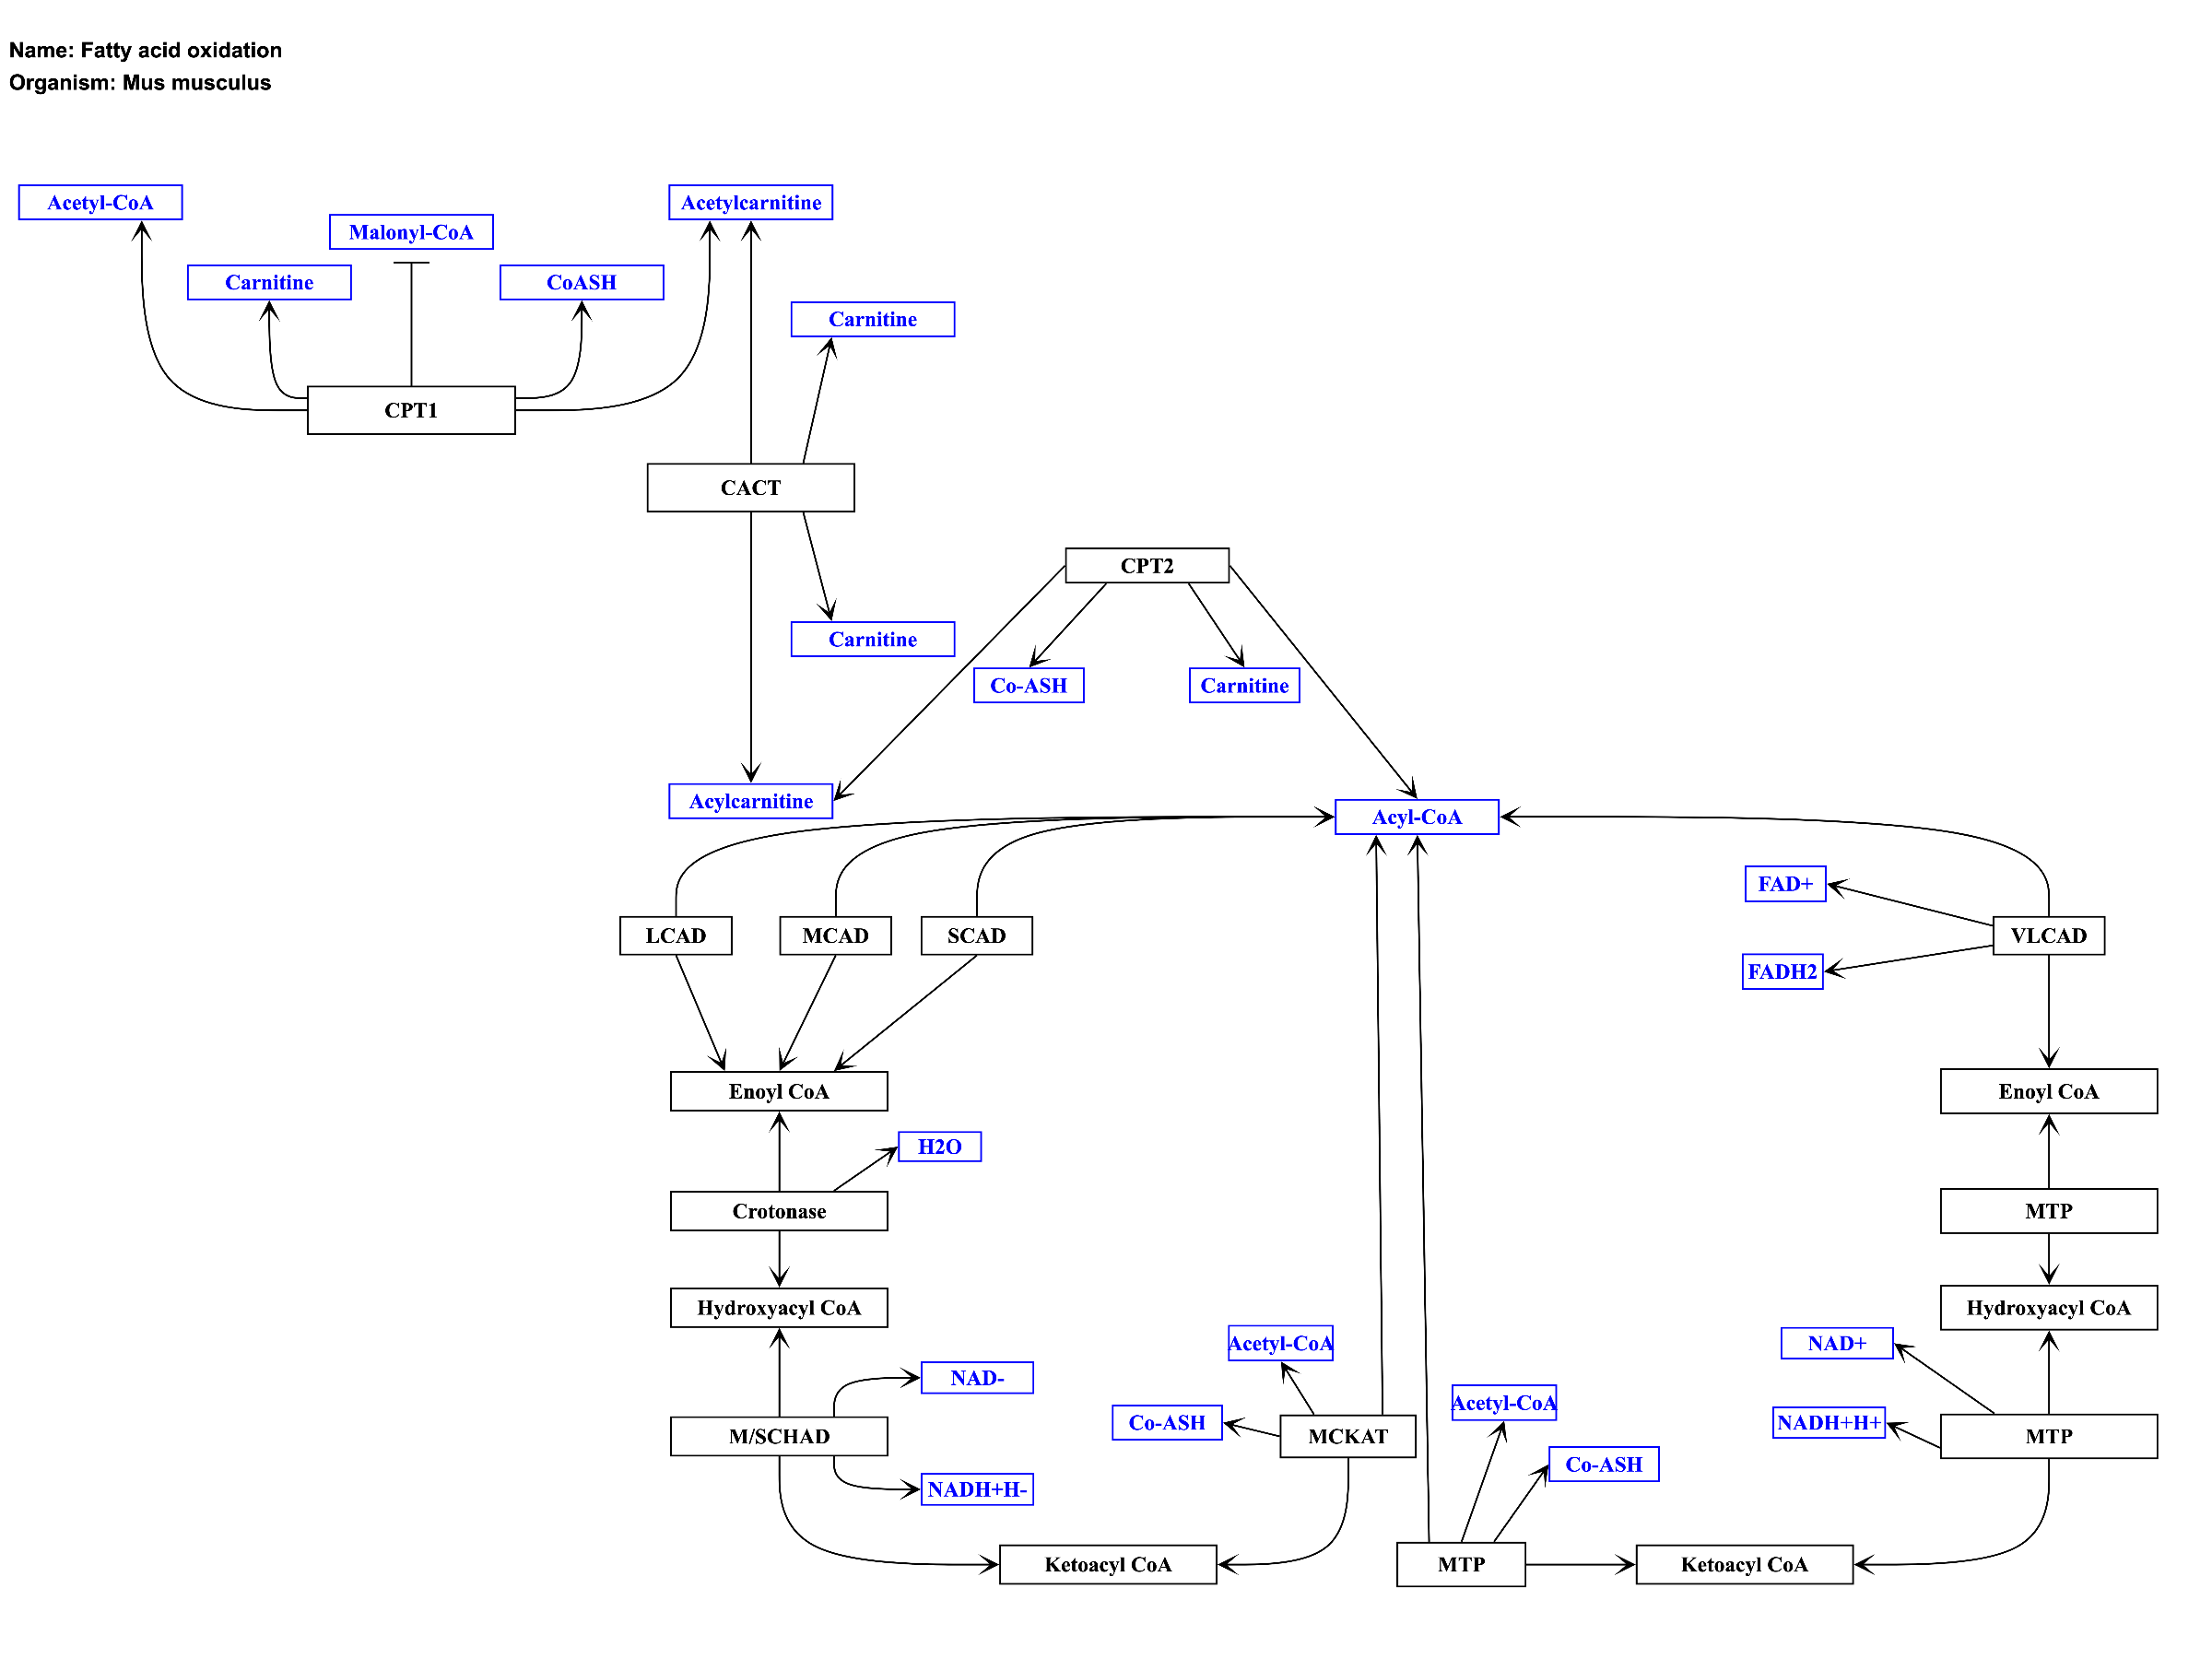 Name: Fatty acid oxidation
Organism: Mus musculus
Acetyl-CoA
Acetylcarnitine
Malonyl-CoA
Carnitine
CoASH
Carnitine
CPT1
CACT
CPT2
Carnitine
Co-ASH
Carnitine
Acylcarnitine
Acyl-CoA
FAD+
LCAD
MCAD
SCAD
VLCAD
FADH2
Enoyl CoA
Enoyl CoA
H2O
Crotonase
MTP
Hydroxyacyl CoA
Hydroxyacyl CoA
Acetyl-CoA
NAD+
NAD-
Acetyl-CoA
Co-ASH
NADH+H+
M/SCHAD
MCKAT
MTP
Co-ASH
NADH+H-
Ketoacyl CoA
MTP
Ketoacyl CoA